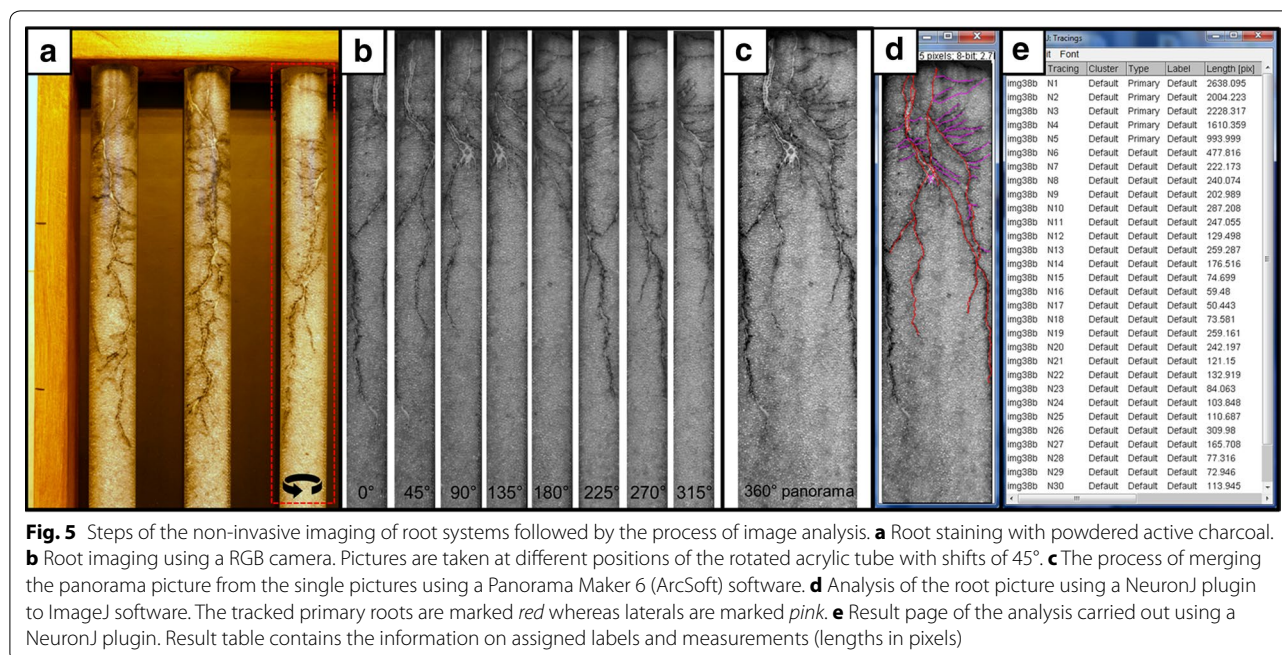 a
b
c
d
e
0°
45°
90°
135°
180°
225°
270°
315°
360° panorama
5 pixels; 8-bit; 2.7
J: Tracings
it Font
Tracing Cluster Type Label Length [pix]
img38b N1 Default Primary Default 2638.095
img38b N2 Default Primary Default 2004.223
img38b N3 Default Primary Default 2228.317
img38b N4 Default Primary Default 1610.359
img38b N5 Default Primary Default 993.999
img38b N6 Default Default Default 477.816
img38b N7 Default Default Default 222.173
img38b N8 Default Default Default 240.074
img38b N9 Default Default Default 202.989
img38b N10 Default Default Default 287.208
img38b N11 Default Default Default 247.055
img38b N12 Default Default Default 129.498
img38b N13 Default Default Default 259.287
img38b N14 Default Default Default 176.516
img38b N15 Default Default Default 74.699
img38b N16 Default Default Default 59.48
img38b N17 Default Default Default 50.443
img38b N18 Default Default Default 73.581
img38b N19 Default Default Default 259.161
img38b N20 Default Default Default 242.197
img38b N21 Default Default Default 121.15
img38b N22 Default Default Default 132.919
img38b N23 Default Default Default 84.063
img38b N24 Default Default Default 103.848
img38b N25 Default Default Default 110.687
img38b N26 Default Default Default 309.98
img38b N27 Default Default Default 165.708
img38b N28 Default Default Default 77.316
img38b N29 Default Default Default 72.946
img38b N30 Default Default Default 113.945
Fig. 5 Steps of the non-invasive imaging of root systems followed by the process of image analysis. a Root staining with powdered active charcoal.
b Root imaging using a RGB camera. Pictures are taken at different positions of the rotated acrylic tube with shifts of 45°. c The process of merging
the panorama picture from the single pictures using a Panorama Maker 6 (ArcSoft) software. d Analysis of the root picture using a NeuronJ plugin
to ImageJ software. The tracked primary roots are marked red whereas laterals are marked pink. e Result page of the analysis carried out using a
NeuronJ plugin. Result table contains the information on assigned labels and measurements (lengths in pixels)